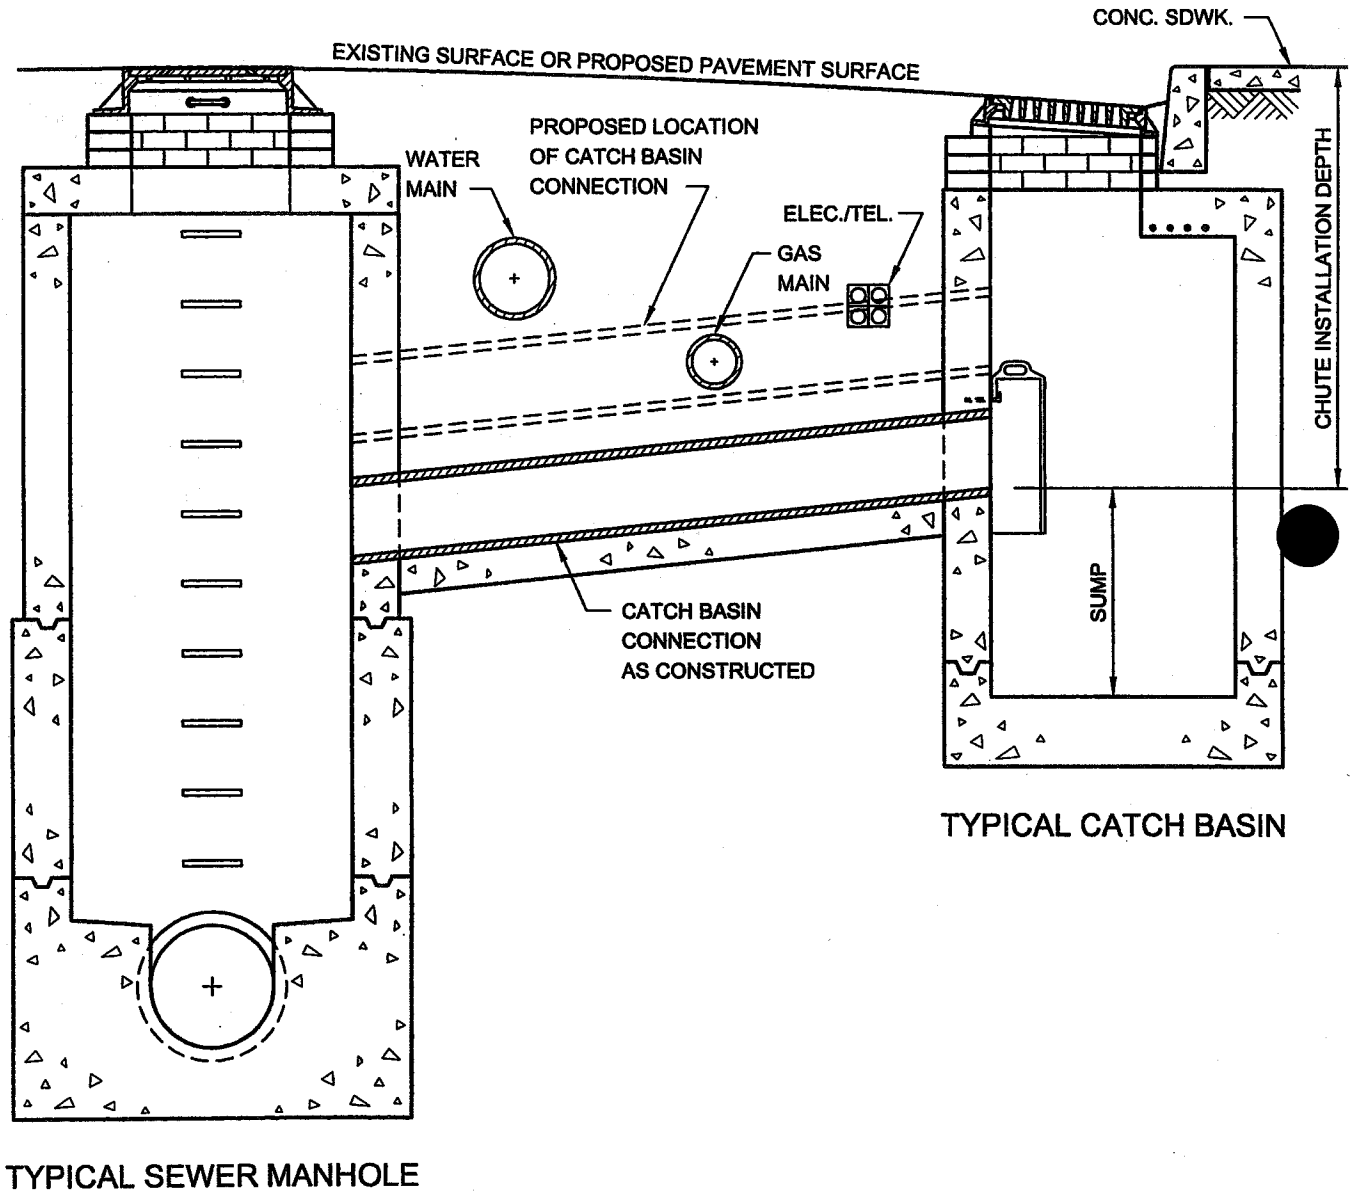 CONC. SDWK.
EXISTING SURFACE OR PROPOSED PAVEMENT SURFACE
PROPOSED LOCATION
OF CATCH BASIN
CONNECTION
WATER
MAIN
ELEC./TEL.
GAS
MAIN
CHUTE INSTALLATION DEPTH
SUMP
CATCH BASIN
CONNECTION
AS CONSTRUCTED
TYPICAL CATCH BASIN
TYPICAL SEWER MANHOLE